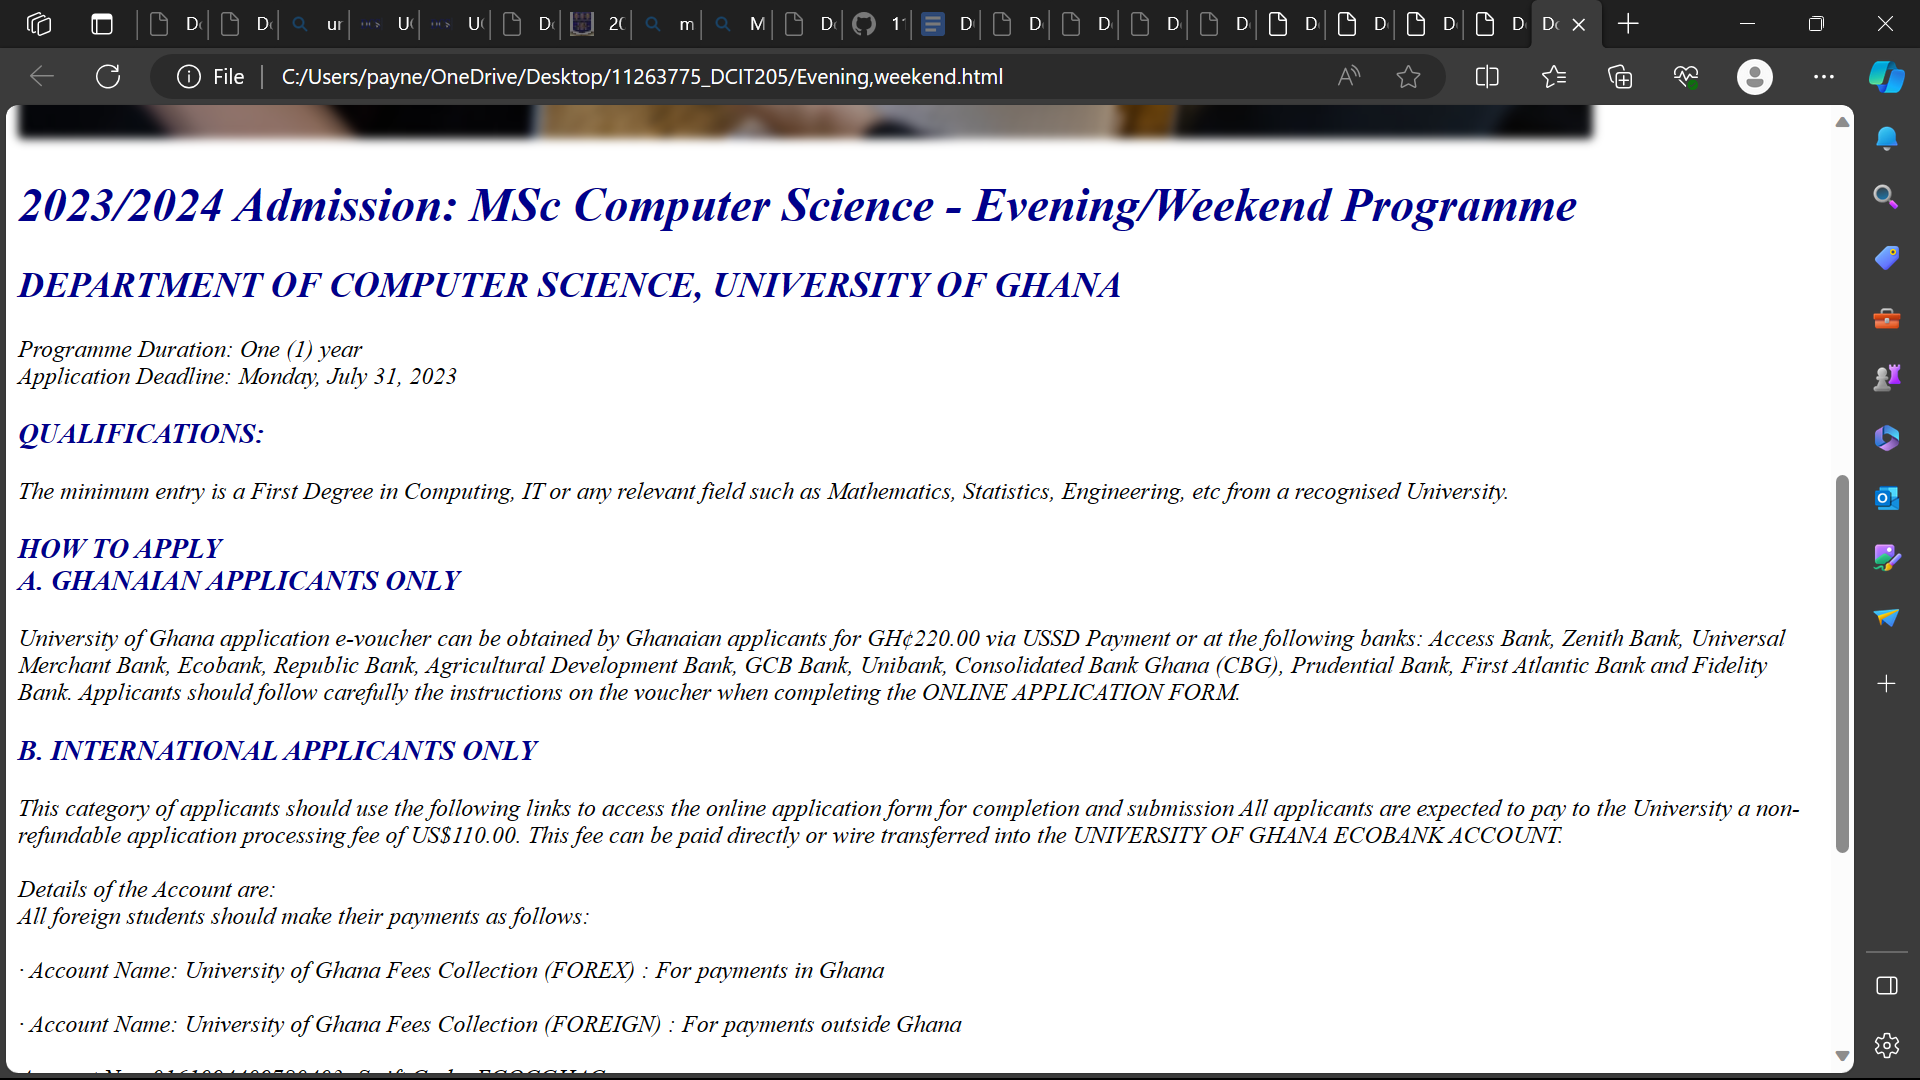 D
D
ur
U
U
D
20
m
M
D
1
D
D
D
D
D
D
D
D
D
D
File
C:/Users/payne/OneDrive/Desktop/11263775_DCIT205/Evening,weekend.html
2023/2024 Admission: MSc Computer Science - Evening/Weekend Programme
DEPARTMENT OF COMPUTER SCIENCE, UNIVERSITY OF GHANA
Programme Duration: One (1) year
Application Deadline: Monday, July 31, 2023
QUALIFICATIONS:
The minimum entry is a First Degree in Computing, IT or any relevant field such as Mathematics, Statistics, Engineering, etc from a recognised University.
HOW TO APPLY
A. GHANAIAN APPLICANTS ONLY
University of Ghana application e-voucher can be obtained by Ghanaian applicants for GH¢220.00 via USSD Payment or at the following banks: Access Bank, Zenith Bank, Universal
Merchant Bank, Ecobank, Republic Bank, Agricultural Development Bank, GCB Bank, Unibank, Consolidated Bank Ghana (CBG), Prudential Bank, First Atlantic Bank and Fidelity
Bank. Applicants should follow carefully the instructions on the voucher when completing the ONLINE APPLICATION FORM.
B. INTERNATIONAL APPLICANTS ONLY
This category of applicants should use the following links to access the online application form for completion and submission All applicants are expected to pay to the University a non-
refundable application processing fee of US$110.00. This fee can be paid directly or wire transferred into the UNIVERSITY OF GHANA ECOBANK ACCOUNT.
Details of the Account are:
All foreign students should make their payments as follows:
· Account Name: University of Ghana Fees Collection (FOREX) : For payments in Ghana
· Account Name: University of Ghana Fees Collection (FOREIGN) : For payments outside Ghana